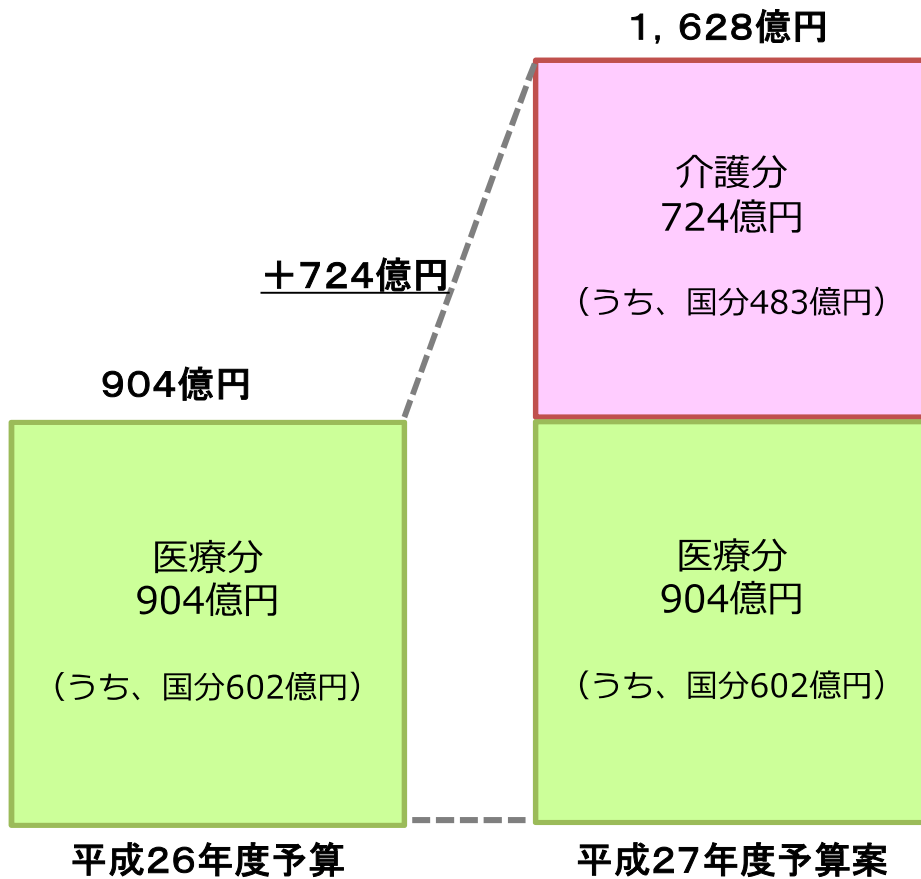 1，628億円
介護分
724億円
（うち、国分483億円）
＋724億円
904億円
医療分
904億円
（うち、国分602億円）
医療分
904億円
（うち、国分602億円）
平成26年度予算
平成27年度予算案